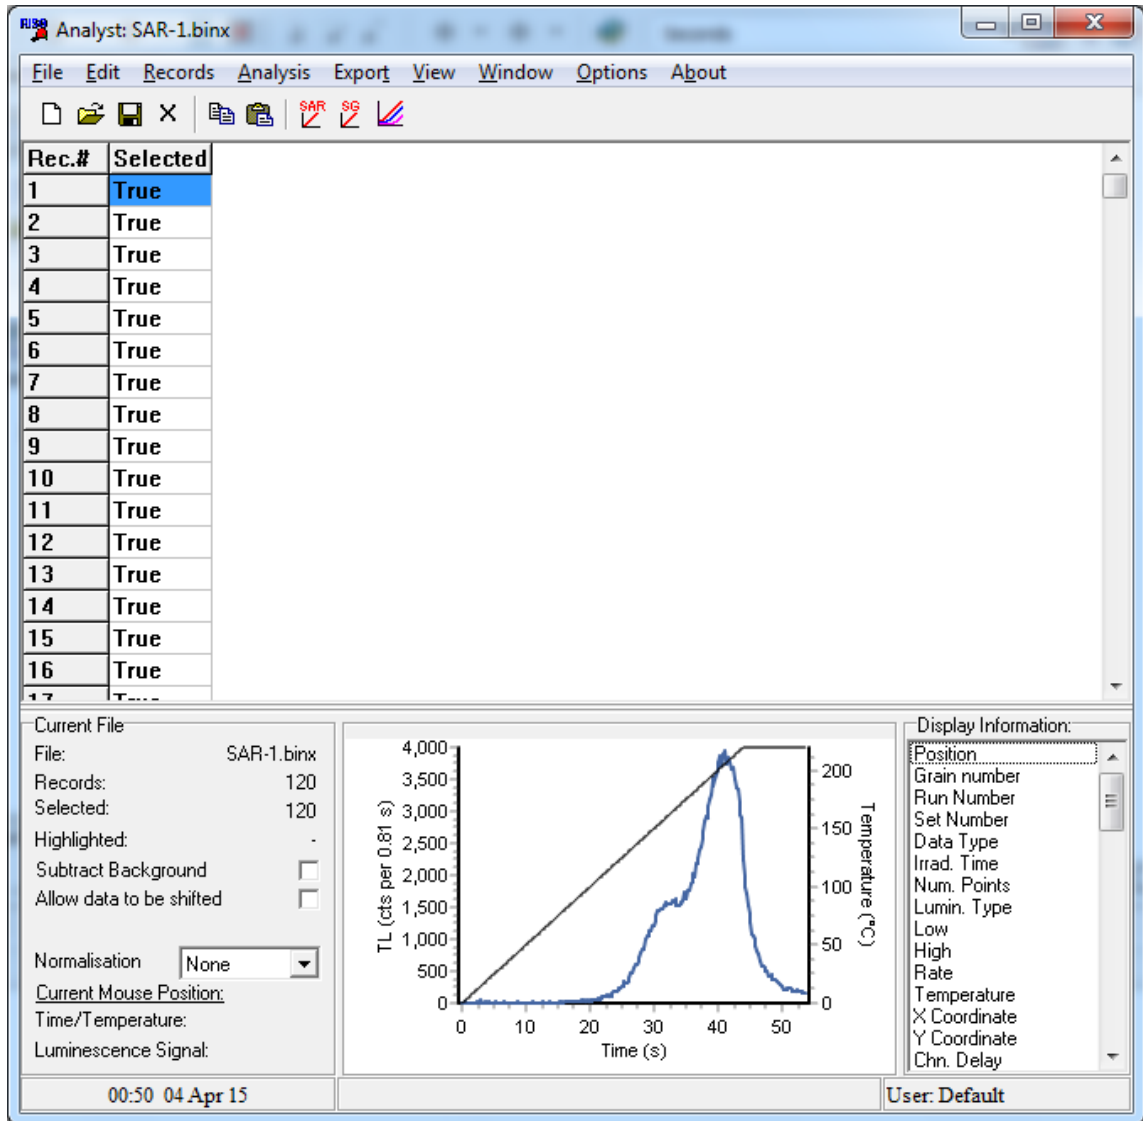 RISØ Analyst: SAR-1.binx
File Edit Records Analysis Export View Window Options About
SAR SG
Rec.# Selected
1 True
2 True
3 True
4 True
5 True
6 True
7 True
8 True
9 True
10 True
11 True
12 True
13 True
14 True
15 True
16 True
17 True
Current File
File: SAR-1.binx
Records: 120
Selected: 120
Highlighted: -
Subtract Background
Allow data to be shifted
Normalisation None
Current Mouse Position:
Time/Temperature:
Luminescence Signal:
TL (cts per 0.81 s)
4,000
3,500
3,000
2,500
2,000
1,500
1,000
500
0
0 10 20 30 40 50
Time (s)
200
150
100
50
0
Temperature (°C)
Display Information:
Position
Grain number
Run Number
Set Number
Data Type
Irrad. Time
Num. Points
Lumin. Type
Low
High
Rate
Temperature
X Coordinate
Y Coordinate
Chn. Delay
00:50 04 Apr 15
User: Default